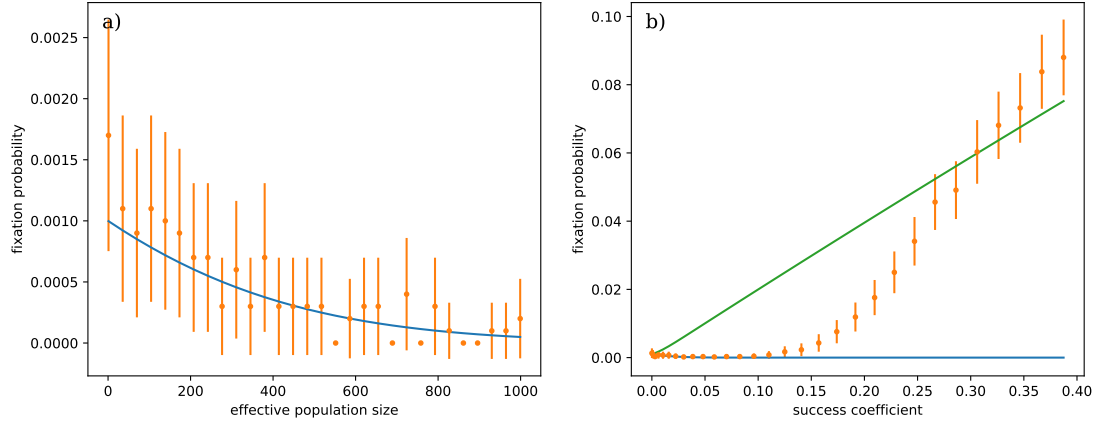 a)
fixation probability
0.0025
0.0020
0.0015
0.0010
0.0005
0.0000
0 200 400 600 800 1000
effective population size
b)
fixation probability
0.10
0.08
0.06
0.04
0.02
0.00
0.00 0.05 0.10 0.15 0.20 0.25 0.30 0.35 0.40
success coefficient